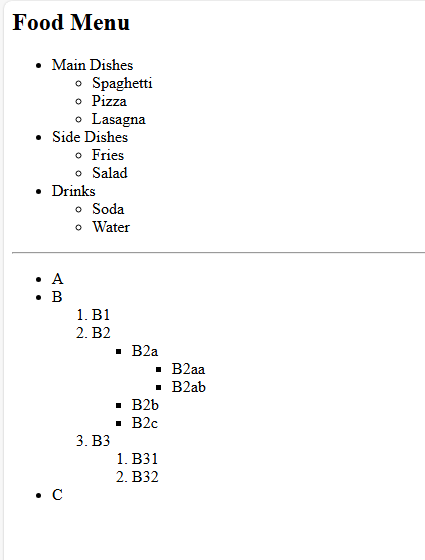 Food Menu
• Main Dishes
◦ Spaghetti
◦ Pizza
◦ Lasagna
• Side Dishes
◦ Fries
◦ Salad
• Drinks
◦ Soda
◦ Water
• A
• B
1. B1
2. B2
▪ B2a
▪ B2aa
▪ B2ab
▪ B2b
▪ B2c
3. B3
1. B31
2. B32
• C